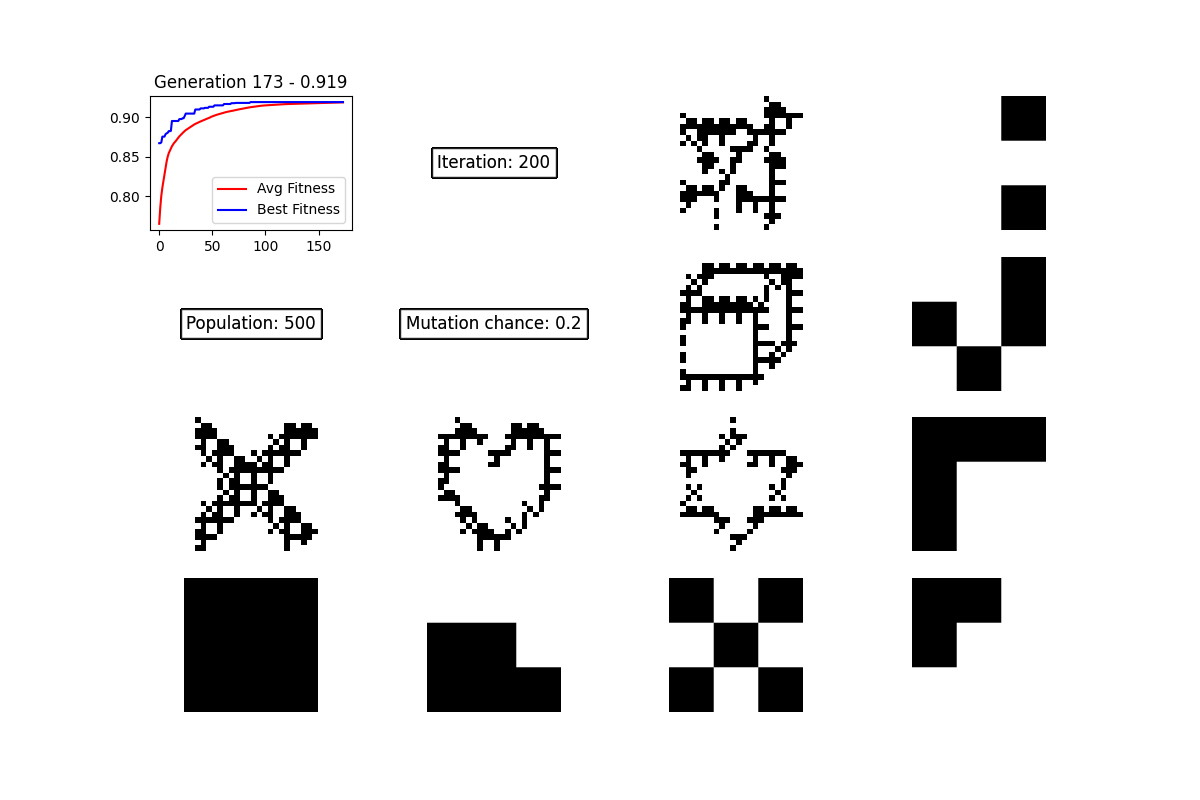 Generation 173 - 0.919
0.90
0.85
0.80
Avg Fitness
Best Fitness
0 50 100 150
Iteration: 200
Population: 500
Mutation chance: 0.2